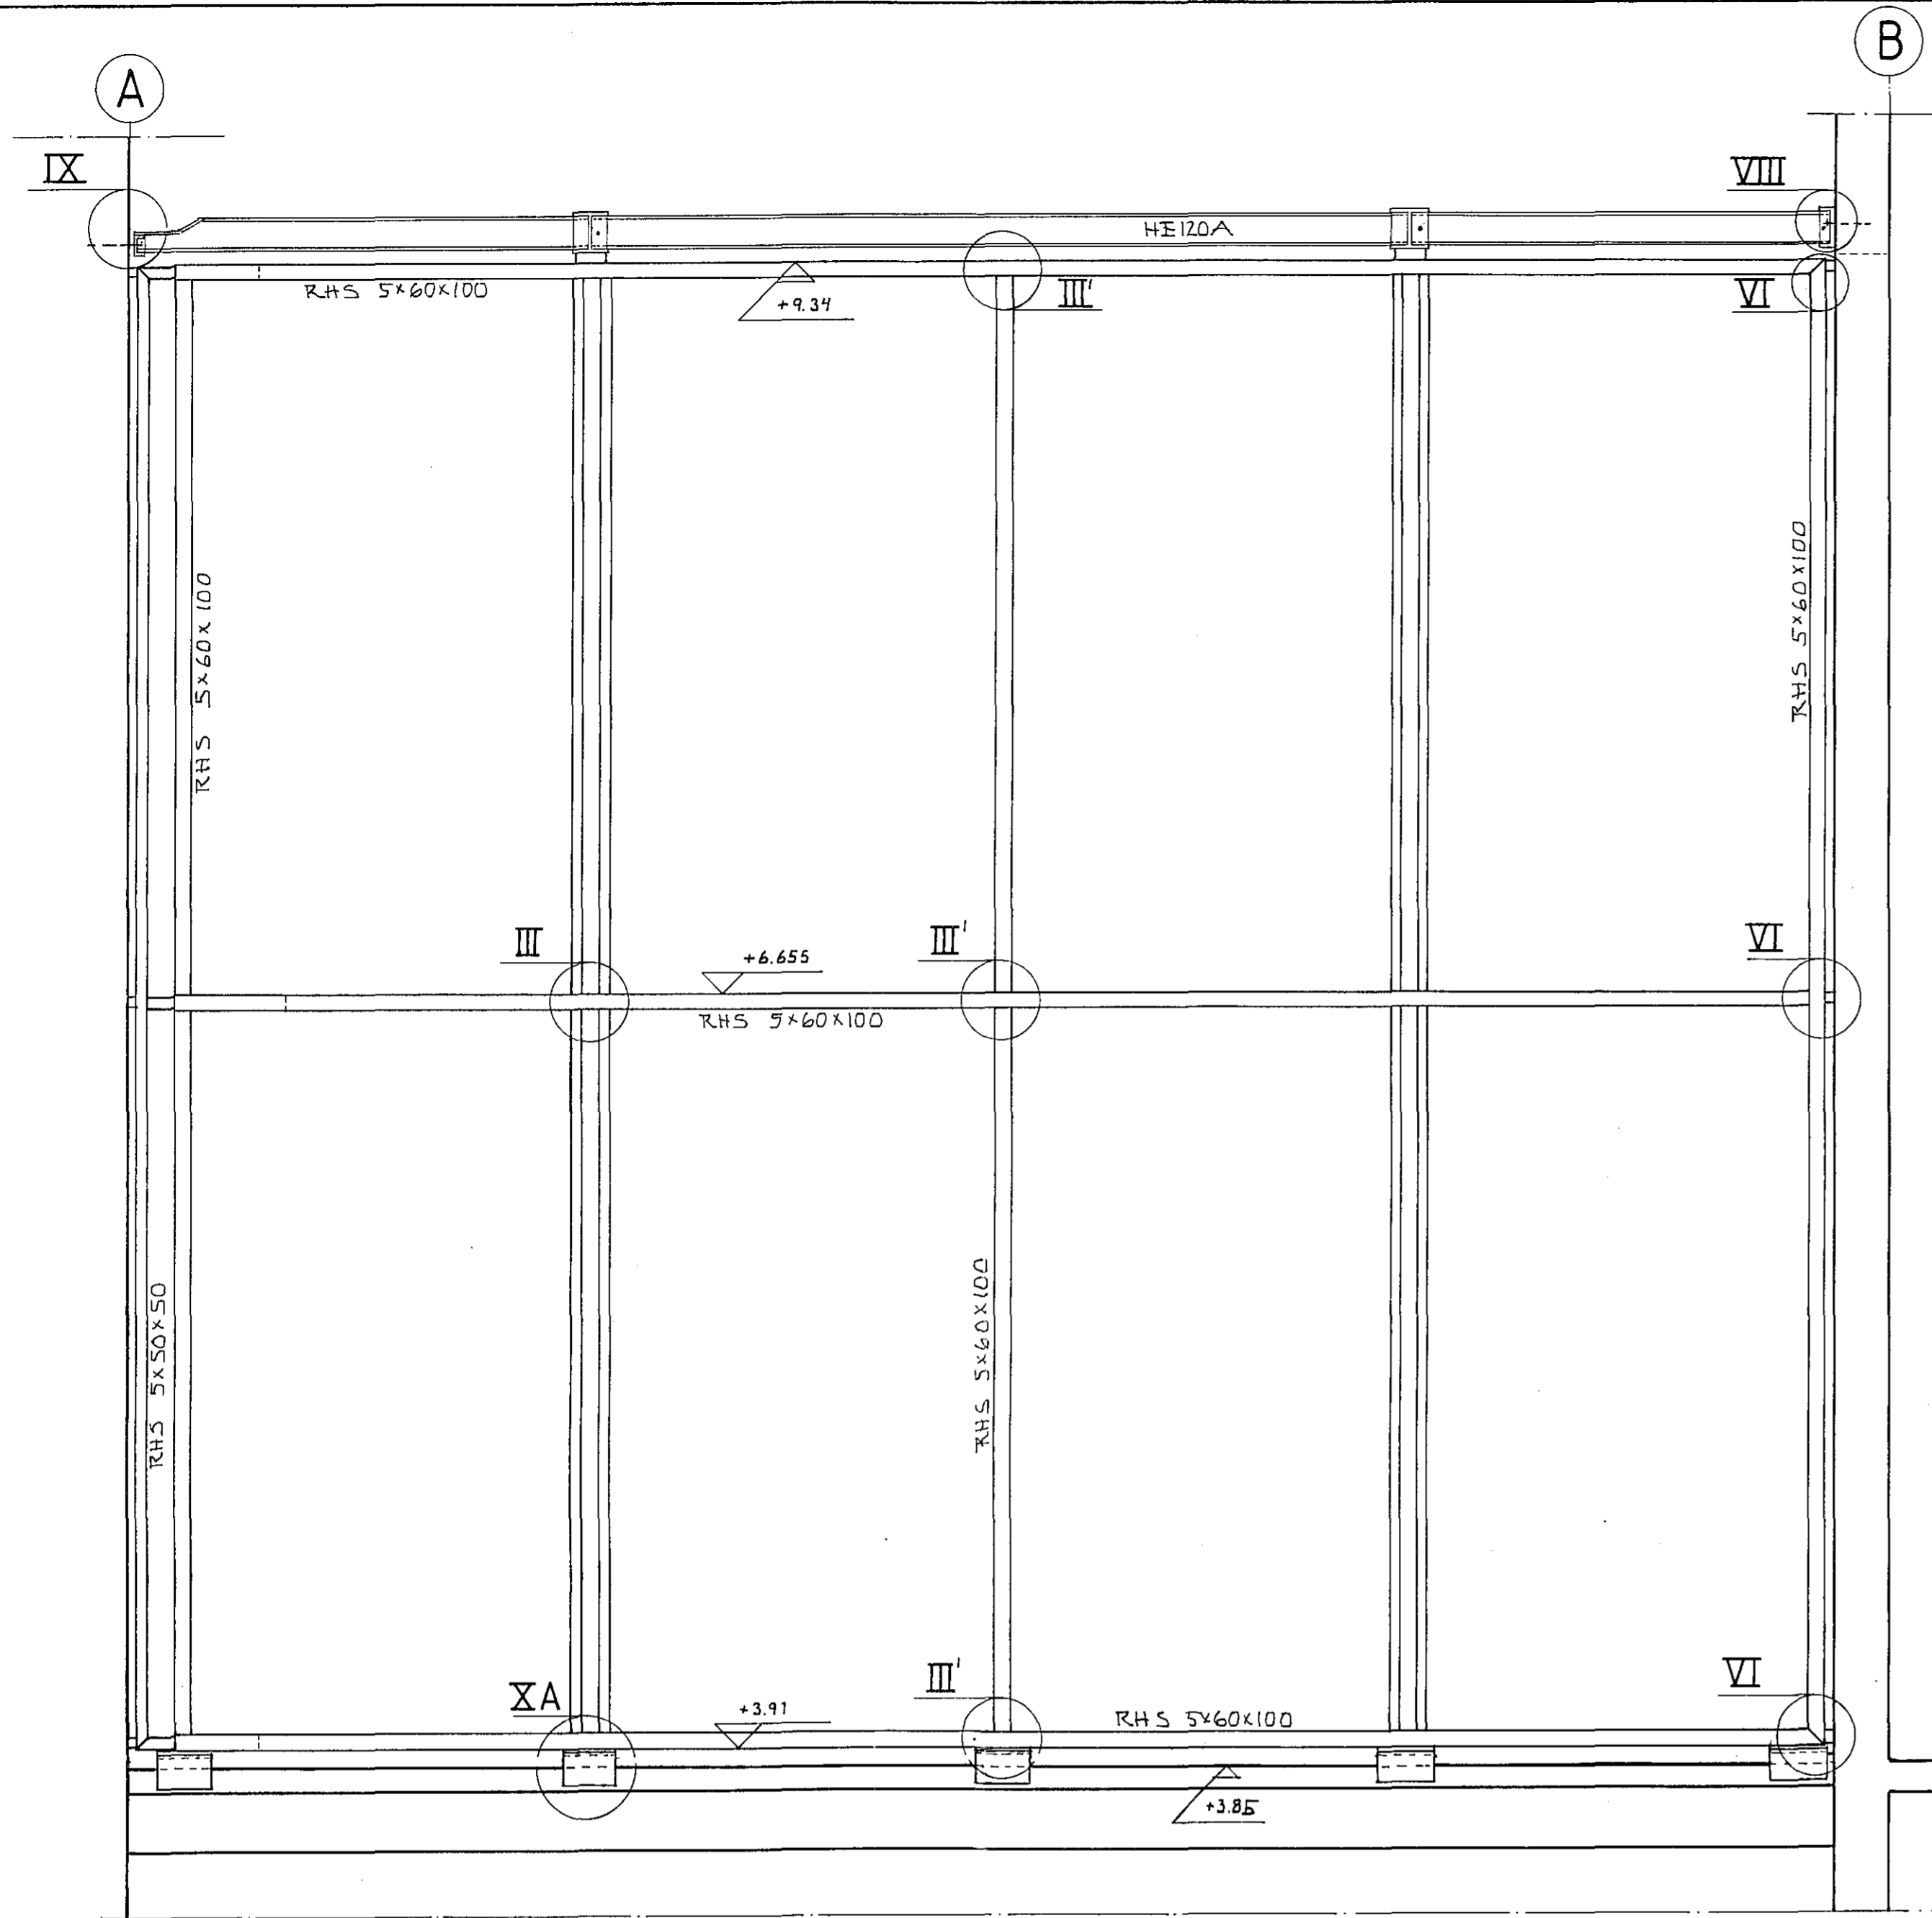 B
A
IX
VIII
HE120A
RHS 5×60×100
+9.34
III'
VI
RHS 5×60×100
RHS 5×60×100
III
+6.655
III'
VI
RHS 5×60×100
RHS 5×50×50
RHS 5×60×100
XA
+3.91
III'
RHS 5×60×100
VI
+3.85